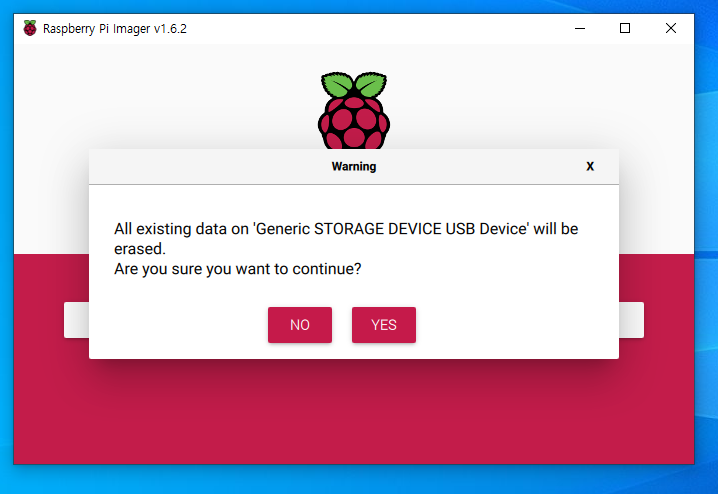 Raspberry Pi Imager v1.6.2
Warning
X
All existing data on 'Generic STORAGE DEVICE USB Device' will be
erased.
Are you sure you want to continue?
NO
YES